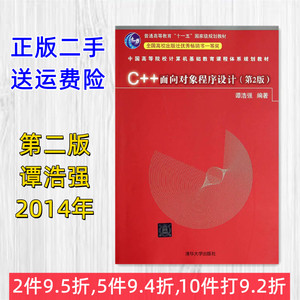 正版二手
送运费险
第二版
谭浩强
2014年
普通高等教育“十一五”国家级规划教材
全国高校出版社优秀畅销书一等奖
中国高等院校计算机基础教育课程体系规划教材
C++面向对象程序设计(第2版)
谭浩强 编著
清华大学出版社
2件9.5折,5件9.4折,10件打9.2折